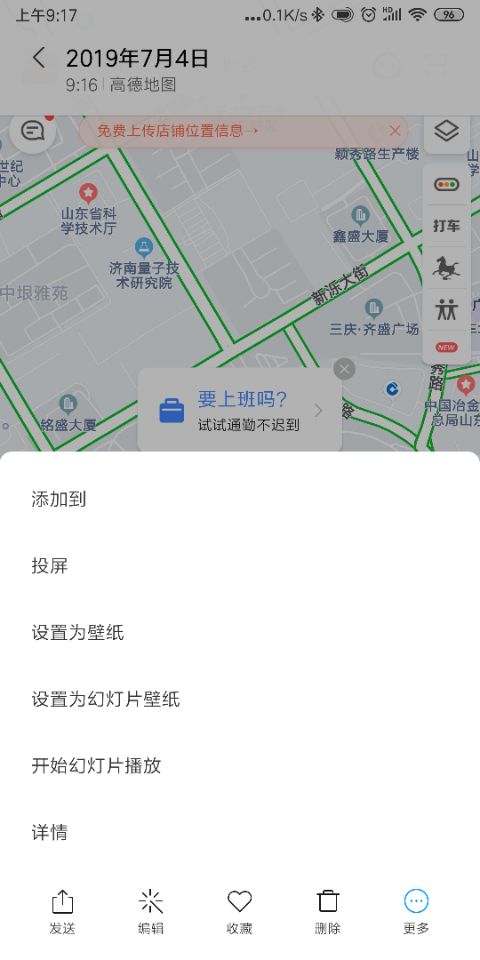 上午9:17
...0.1K/s
HD
96
2019年7月4日
9:16 | 高德地图
免费上传店铺位置信息→
颖秀路生产楼
世纪
中心
山东省科
学技术厅
打车
鑫盛大厦
济南量子技
术研究院
新泺大街
中垠雅苑
三庆·齐盛广场
NEW
秀路
要上班吗?
试试通勤不迟到
路
中国冶金
总局山东
铭盛大厦
添加到
投屏
设置为壁纸
设置为幻灯片壁纸
开始幻灯片播放
详情
发送
编辑
收藏
删除
更多